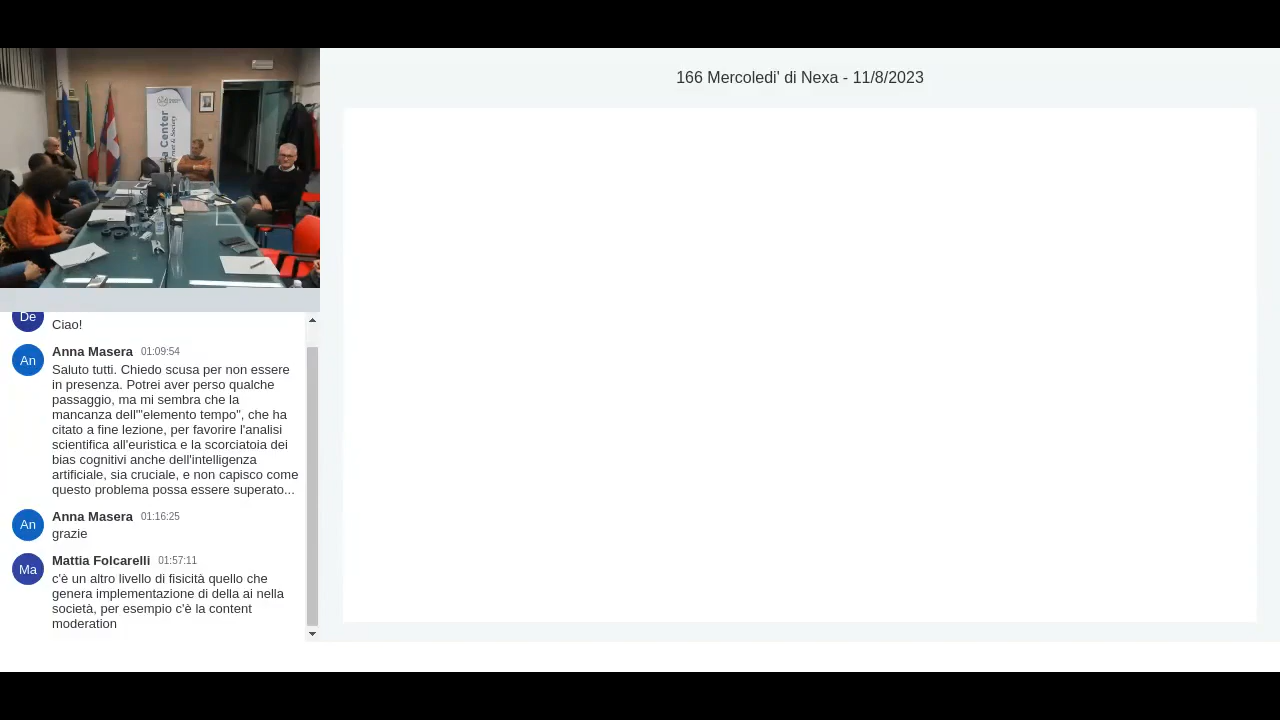 166 Mercoledi' di Nexa - 11/8/2023
a Center
De
Ciao!
An
Anna Masera 01:09:54
Saluto tutti. Chiedo scusa per non essere
in presenza. Potrei aver perso qualche
passaggio, ma mi sembra che la
mancanza dell'"elemento tempo", che ha
citato a fine lezione, per favorire l'analisi
scientifica all'euristica e la scorciatoia dei
bias cognitivi anche dell'intelligenza
artificiale, sia cruciale, e non capisco come
questo problema possa essere superato...
An
Anna Masera 01:16:25
grazie
Ma
Mattia Folcarelli 01:57:11
c'è un altro livello di fisicità quello che
genera implementazione di della ai nella
società, per esempio c'è la content
moderation